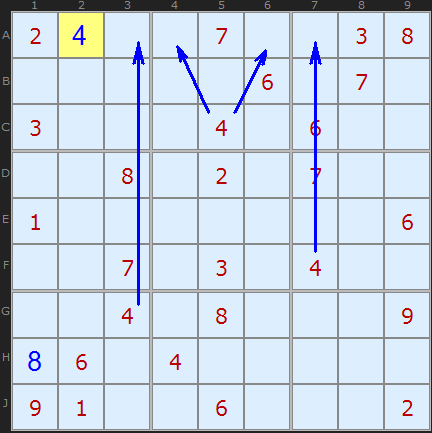 1 2 3 4 5 6 7 8 9
A 2 4 7 3 8
B 6 7
C 3 4 6
D 8 2 7
E 1 6
F 7 3 4
G 4 8 9
H 8 6 4
J 9 1 6 2